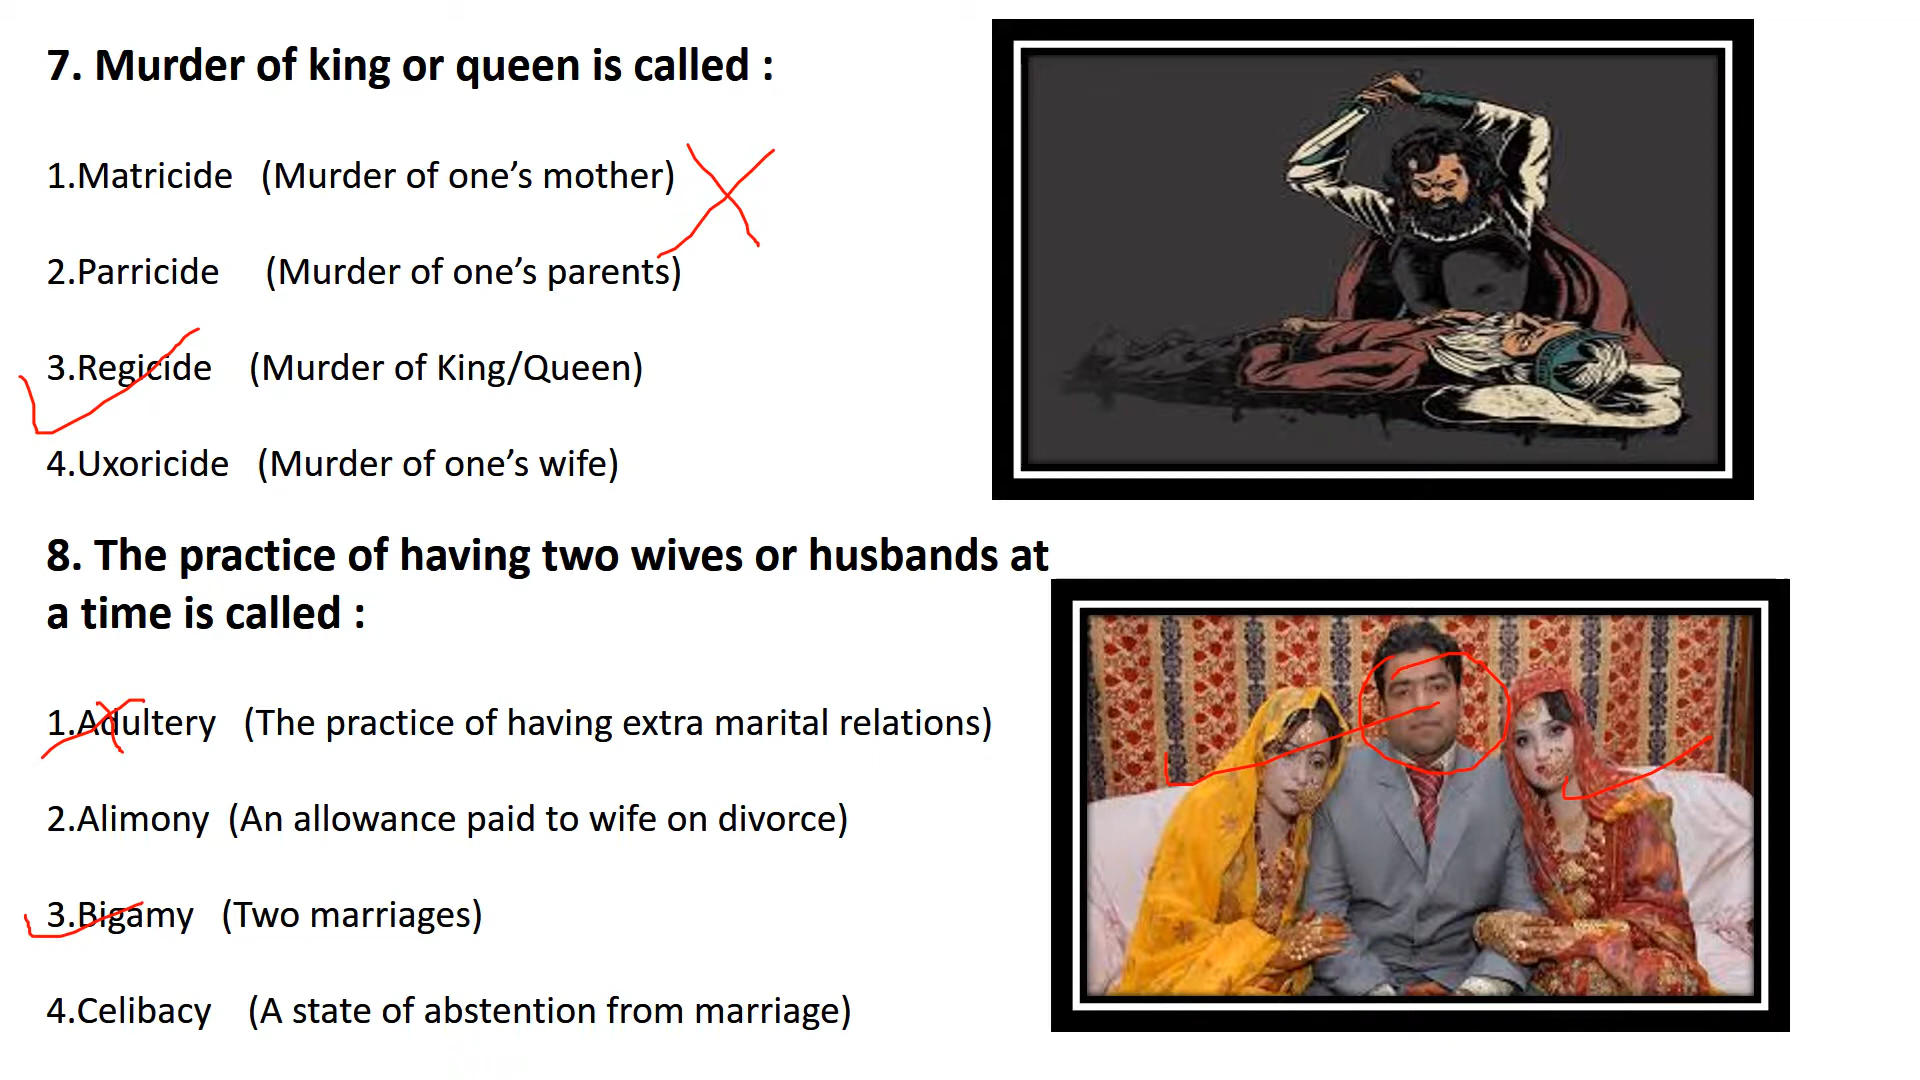 7. Murder of king or queen is called :
1.Matricide (Murder of one’s mother)
2.Parricide (Murder of one’s parents)
3.Regicide (Murder of King/Queen)
4.Uxoricide (Murder of one’s wife)
8. The practice of having two wives or husbands at
a time is called :
1.Adultery (The practice of having extra marital relations)
2.Alimony (An allowance paid to wife on divorce)
3.Bigamy (Two marriages)
4.Celibacy (A state of abstention from marriage)